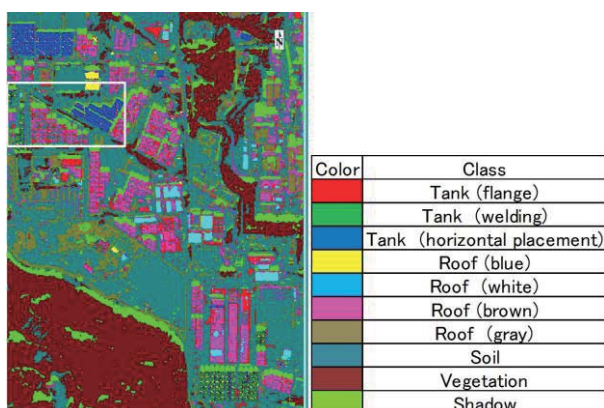 Color Class
Tank (flange)
Tank (welding)
Tank (horizontal placement)
Roof (blue)
Roof (white)
Roof (brown)
Roof (gray)
Soil
Vegetation
Shadow